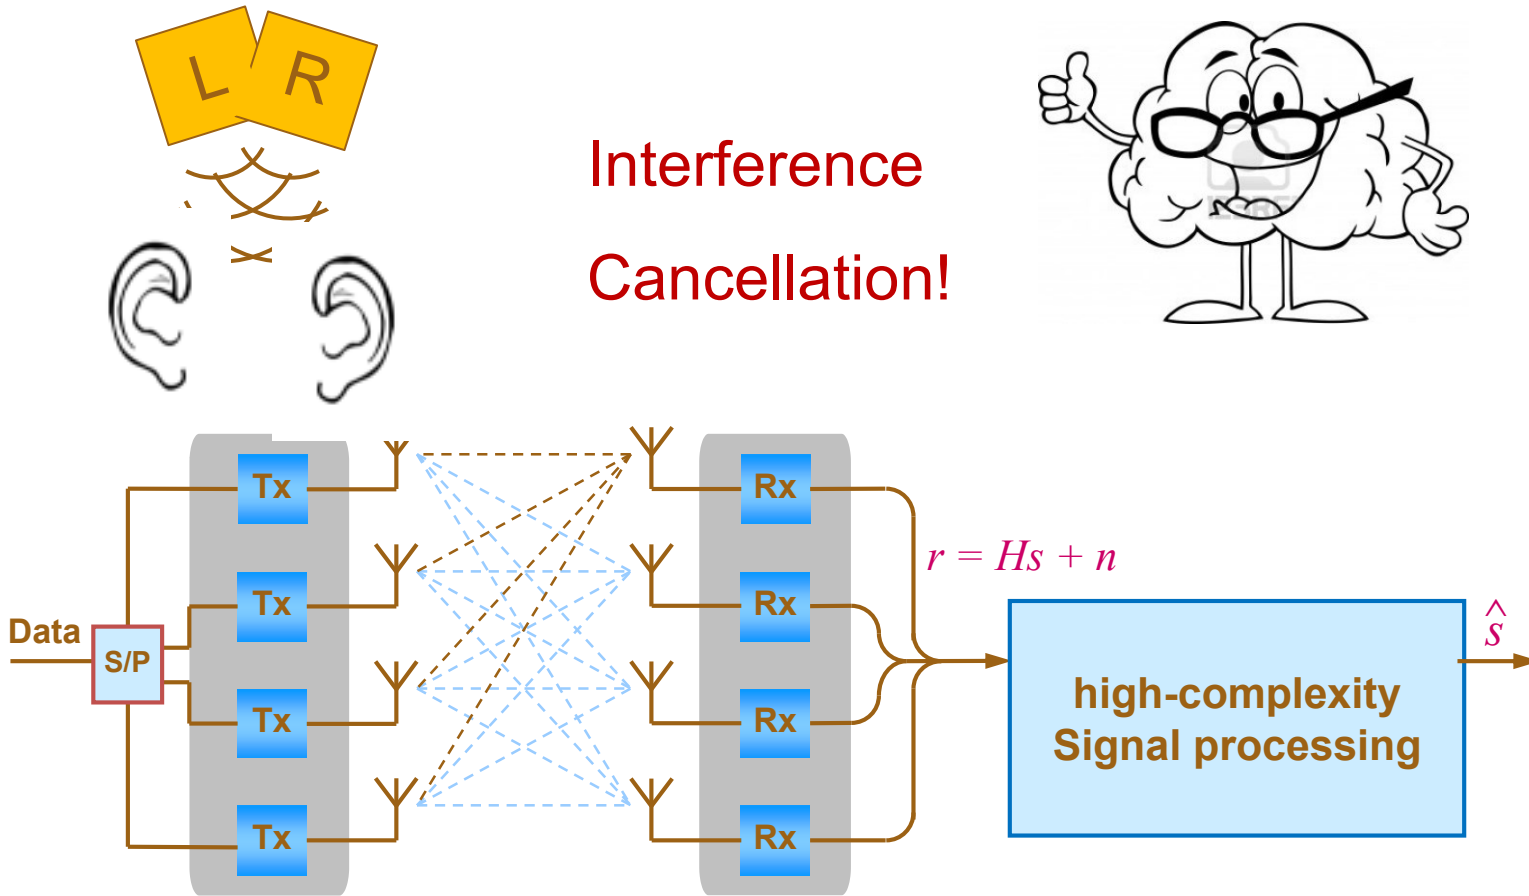 L R
Interference
Cancellation!
Tx
Rx
r = Hs + n
Tx
Rx
Data
S/P
ŝ
high-complexity
Signal processing
Tx
Rx
Tx
Rx